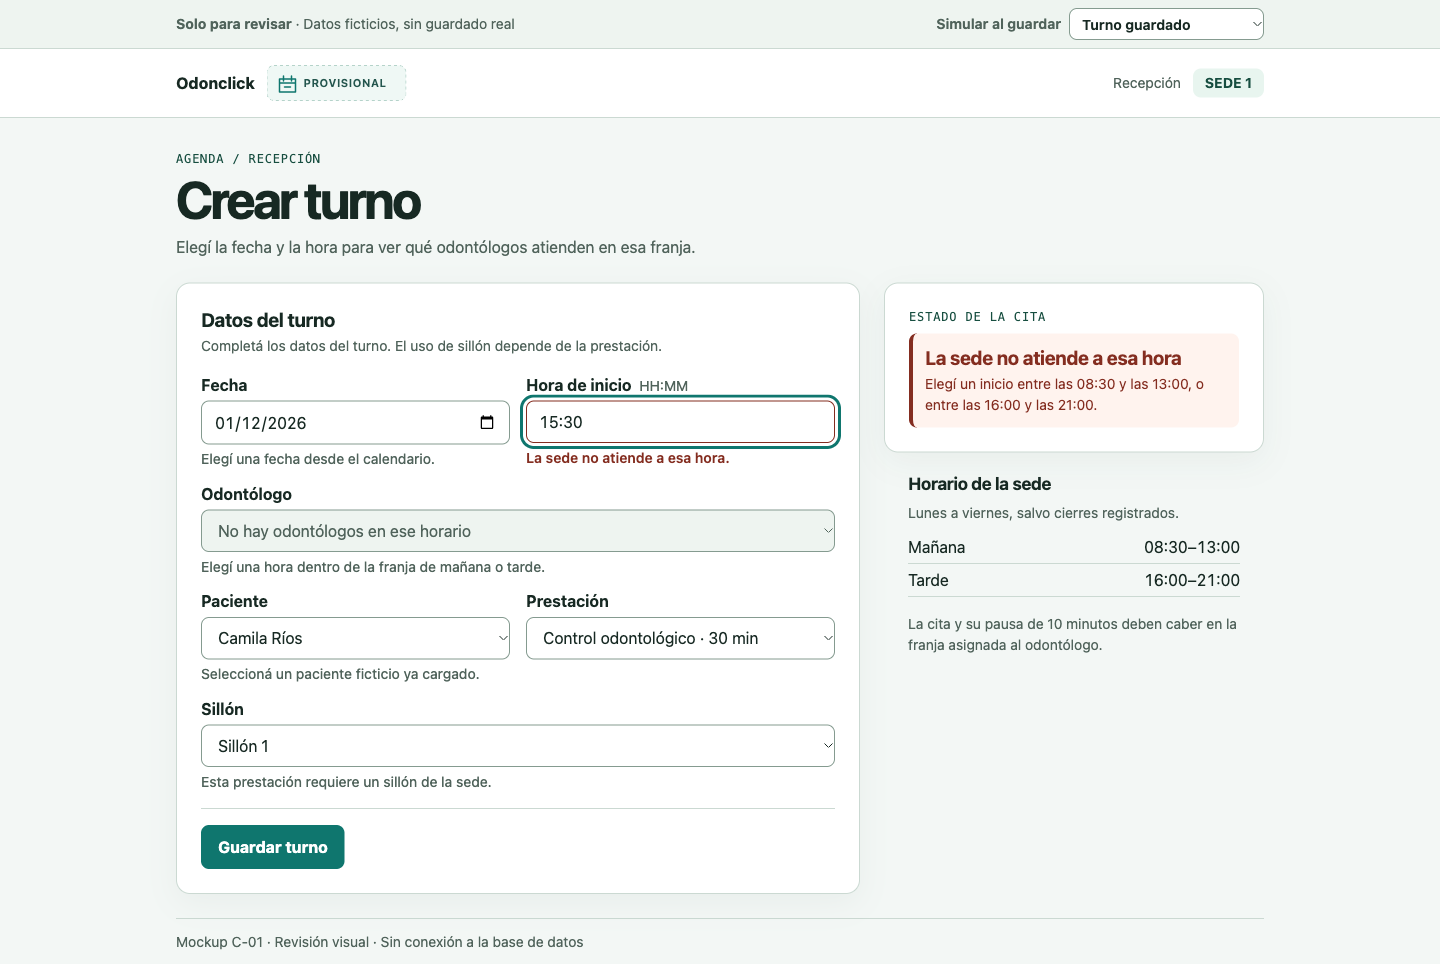 Solo para revisar · Datos ficticios, sin guardado real
Simular al guardar
Turno guardado
Odonclick
PROVISIONAL
Recepción
SEDE 1
AGENDA / RECEPCIÓN
Crear turno
Elegí la fecha y la hora para ver qué odontólogos atienden en esa franja.
Datos del turno
Completá los datos del turno. El uso de sillón depende de la prestación.
Fecha
01/12/2026
Elegí una fecha desde el calendario.
Hora de inicio HH:MM
15:30
La sede no atiende a esa hora.
Odontólogo
No hay odontólogos en ese horario
Elegí una hora dentro de la franja de mañana o tarde.
Paciente
Camila Ríos
Seleccioná un paciente ficticio ya cargado.
Prestación
Control odontológico · 30 min
Sillón
Sillón 1
Esta prestación requiere un sillón de la sede.
Guardar turno
ESTADO DE LA CITA
La sede no atiende a esa hora
Elegí un inicio entre las 08:30 y las 13:00, o
entre las 16:00 y las 21:00.
Horario de la sede
Lunes a viernes, salvo cierres registrados.
Mañana 08:30–13:00
Tarde 16:00–21:00
La cita y su pausa de 10 minutos deben caber en la
franja asignada al odontólogo.
Mockup C-01 · Revisión visual · Sin conexión a la base de datos